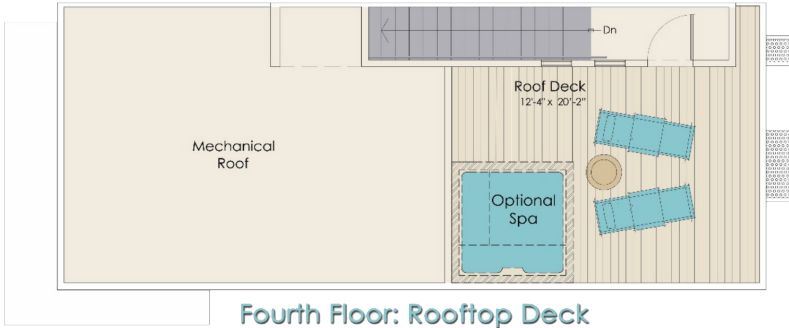 Dn
Roof Deck
12'-4" x 20'-2"
Mechanical
Roof
Optional
Spa
Fourth Floor: Rooftop Deck